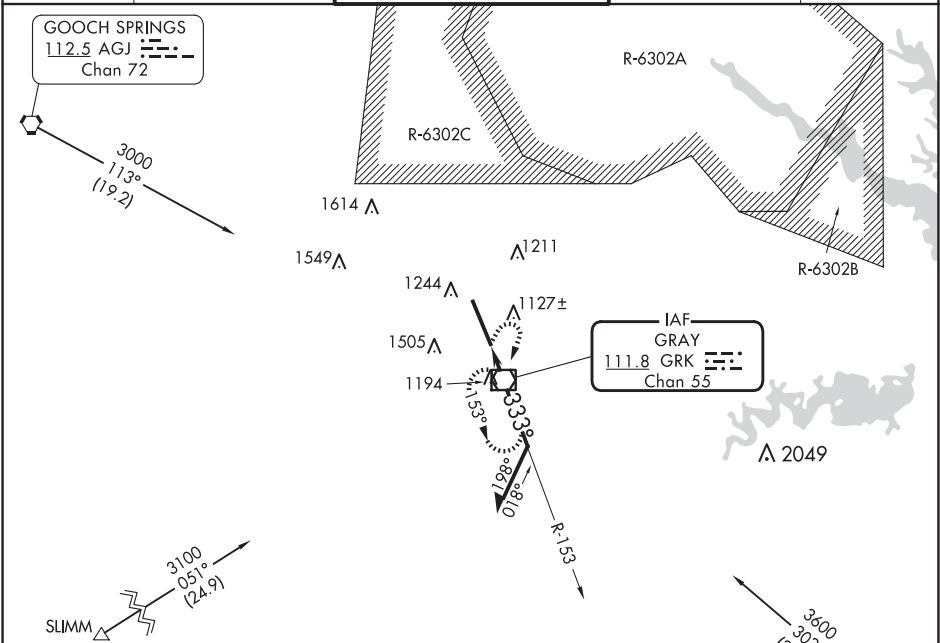 GOOCH SPRINGS
112.5 AGJ
Chan 72
R-6302A
R-6302C
3000
113°
(19.2)
1614
1549
1211
R-6302B
1244
1127±
IAF
GRAY
111.8 GRK
Chan 55
1505
1194
153°
333°
2049
198°
018°
R-153
3100
051°
(24.9)
SLIMM
3600